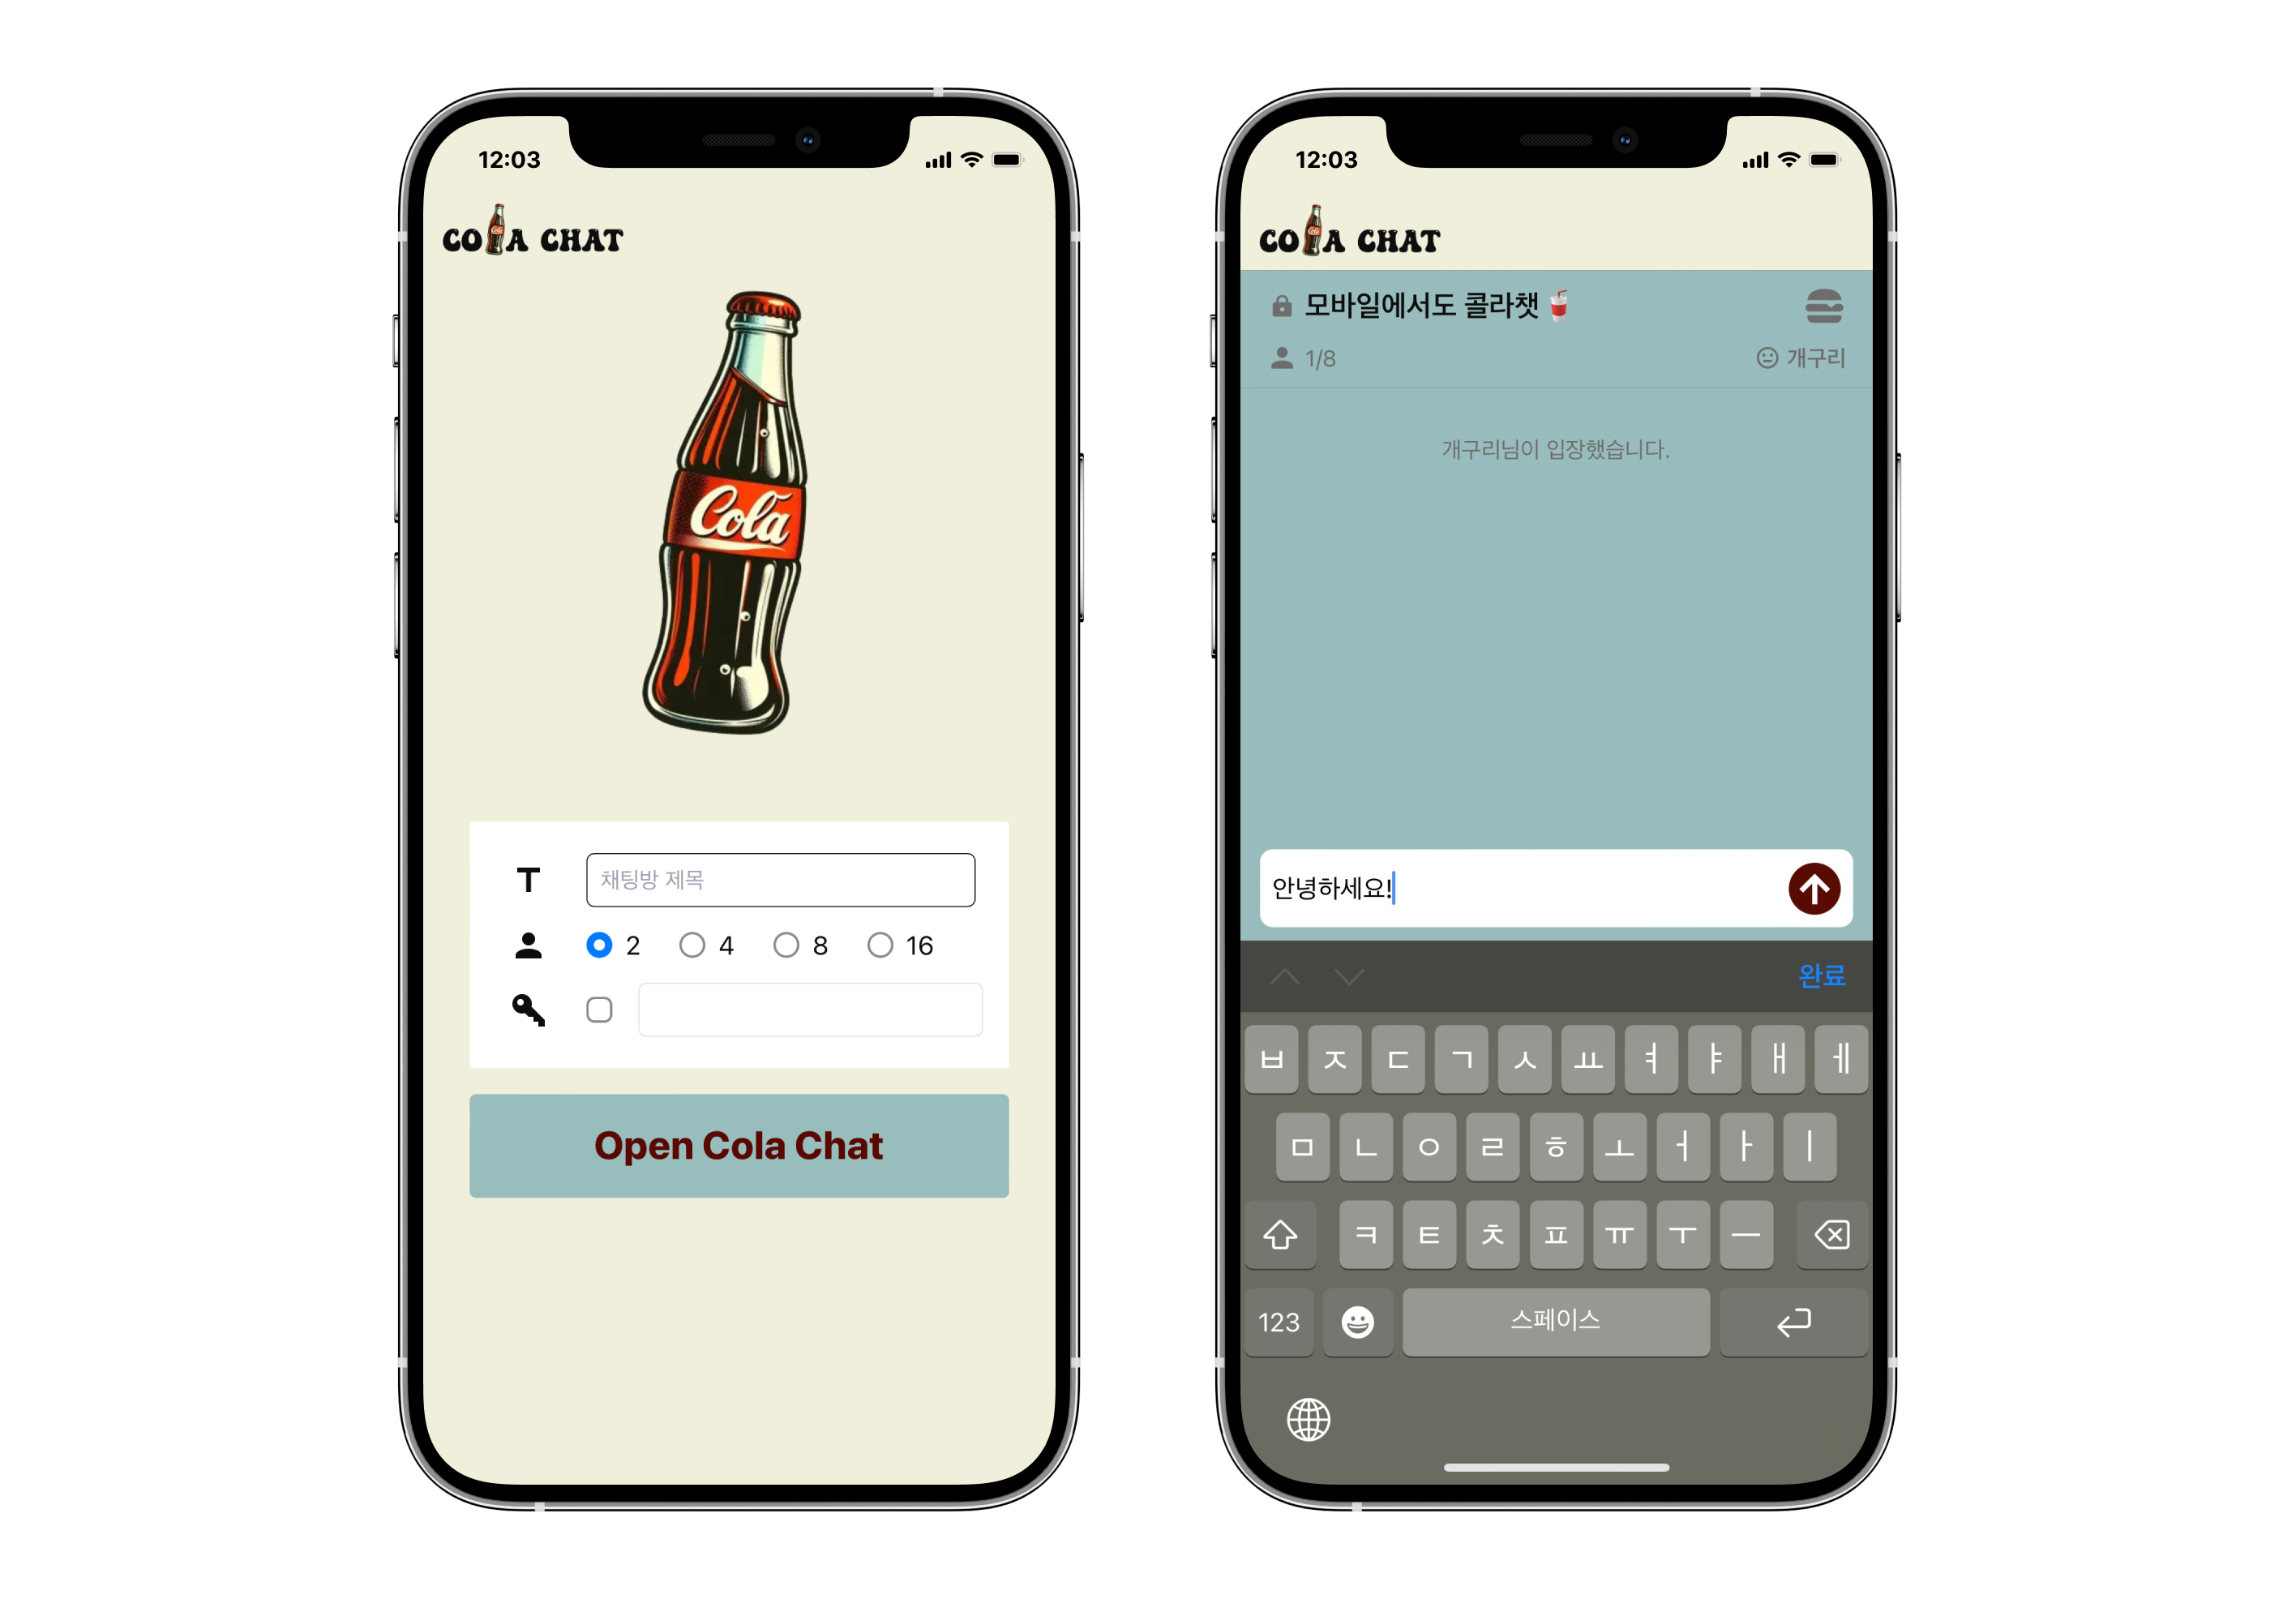 12:03
COLA CHAT
Cola
채팅방 제목
2 4 8 16
Open Cola Chat
12:03
COLA CHAT
모바일에서도 콜라챗🥤
1/8 개구리
개구리님이 입장했습니다.
안녕하세요!
완료
ㅂ ㅈ ㄷ ㄱ ㅅ ㅛ ㅕ ㅑ ㅐ ㅔ
ㅁ ㄴ ㅇ ㄹ ㅎ ㅗ ㅓ ㅏ ㅣ
ㅋ ㅌ ㅊ ㅍ ㅠ ㅜ ㅡ
123 스페이스